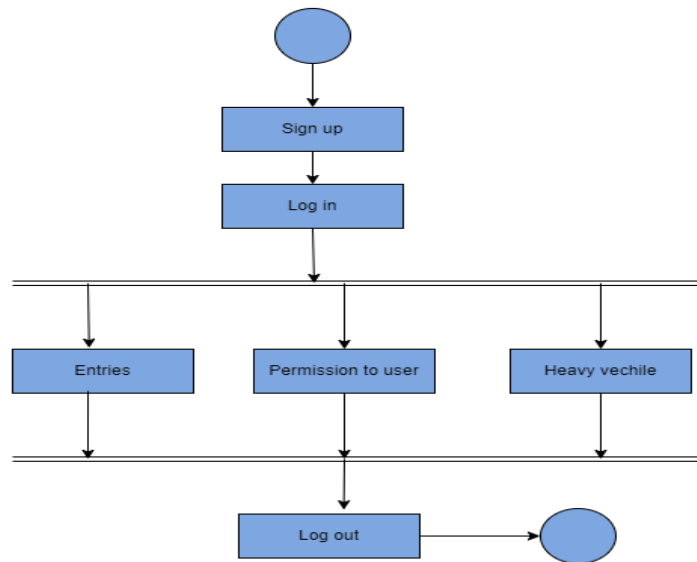 Sign up
Log in
Entries
Permission to user
Heavy vechile
Log out